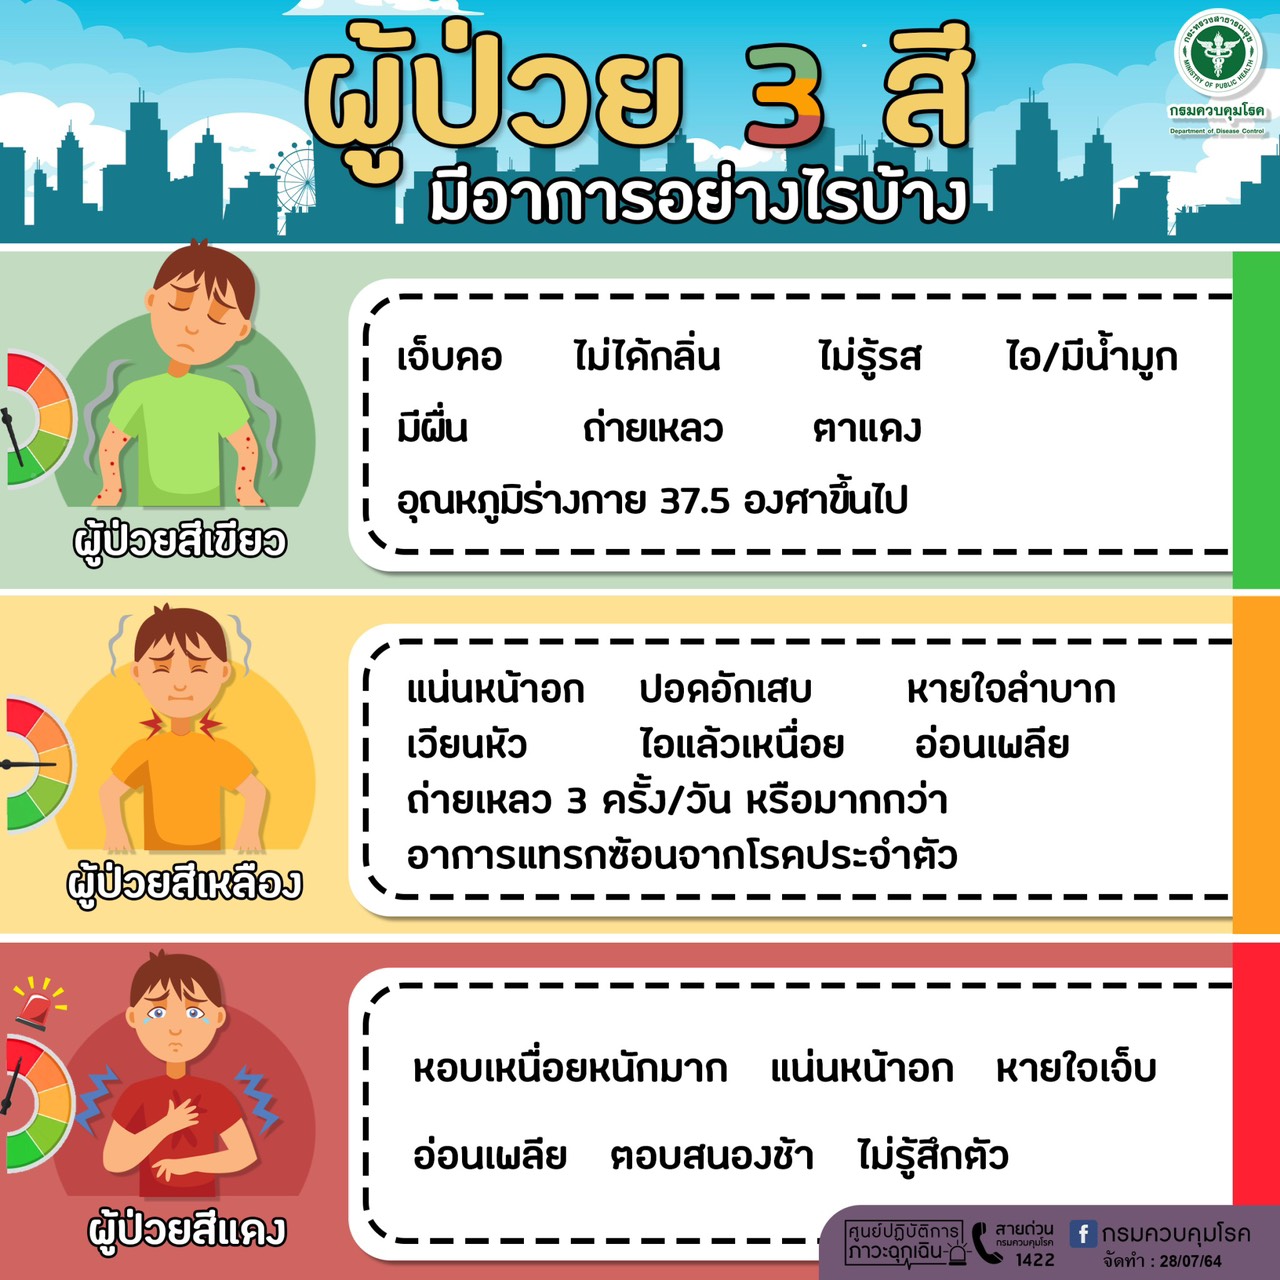 ผู้ป่วย 3 สี
มีอาการอย่างไรบ้าง
กระทรวงสาธารณสุข
MINISTRY OF PUBLIC HEALTH
กรมควบคุมโรค
Department of Disease Control
เจ็บคอ ไม่ได้กลิ่น ไม่รู้รส ไอ/มีน้ำมูก
มีผื่น ถ่ายเหลว ตาแดง
อุณหภูมิร่างกาย 37.5 องศาขึ้นไป
ผู้ป่วยสีเขียว
แน่นหน้าอก ปอดอักเสบ หายใจลำบาก
เวียนหัว ไอแล้วเหนื่อย อ่อนเพลีย
ถ่ายเหลว 3 ครั้ง/วัน หรือมากกว่า
อาการแทรกซ้อนจากโรคประจำตัว
ผู้ป่วยสีเหลือง
หอบเหนื่อยหนักมาก แน่นหน้าอก หายใจเจ็บ
อ่อนเพลีย ตอบสนองช้า ไม่รู้สึกตัว
ผู้ป่วยสีแดง
ศูนย์ปฏิบัติการ
ภาวะฉุกเฉิน
สายด่วน
กรมควบคุมโรค
1422
กรมควบคุมโรค
จัดทำ : 28/07/64